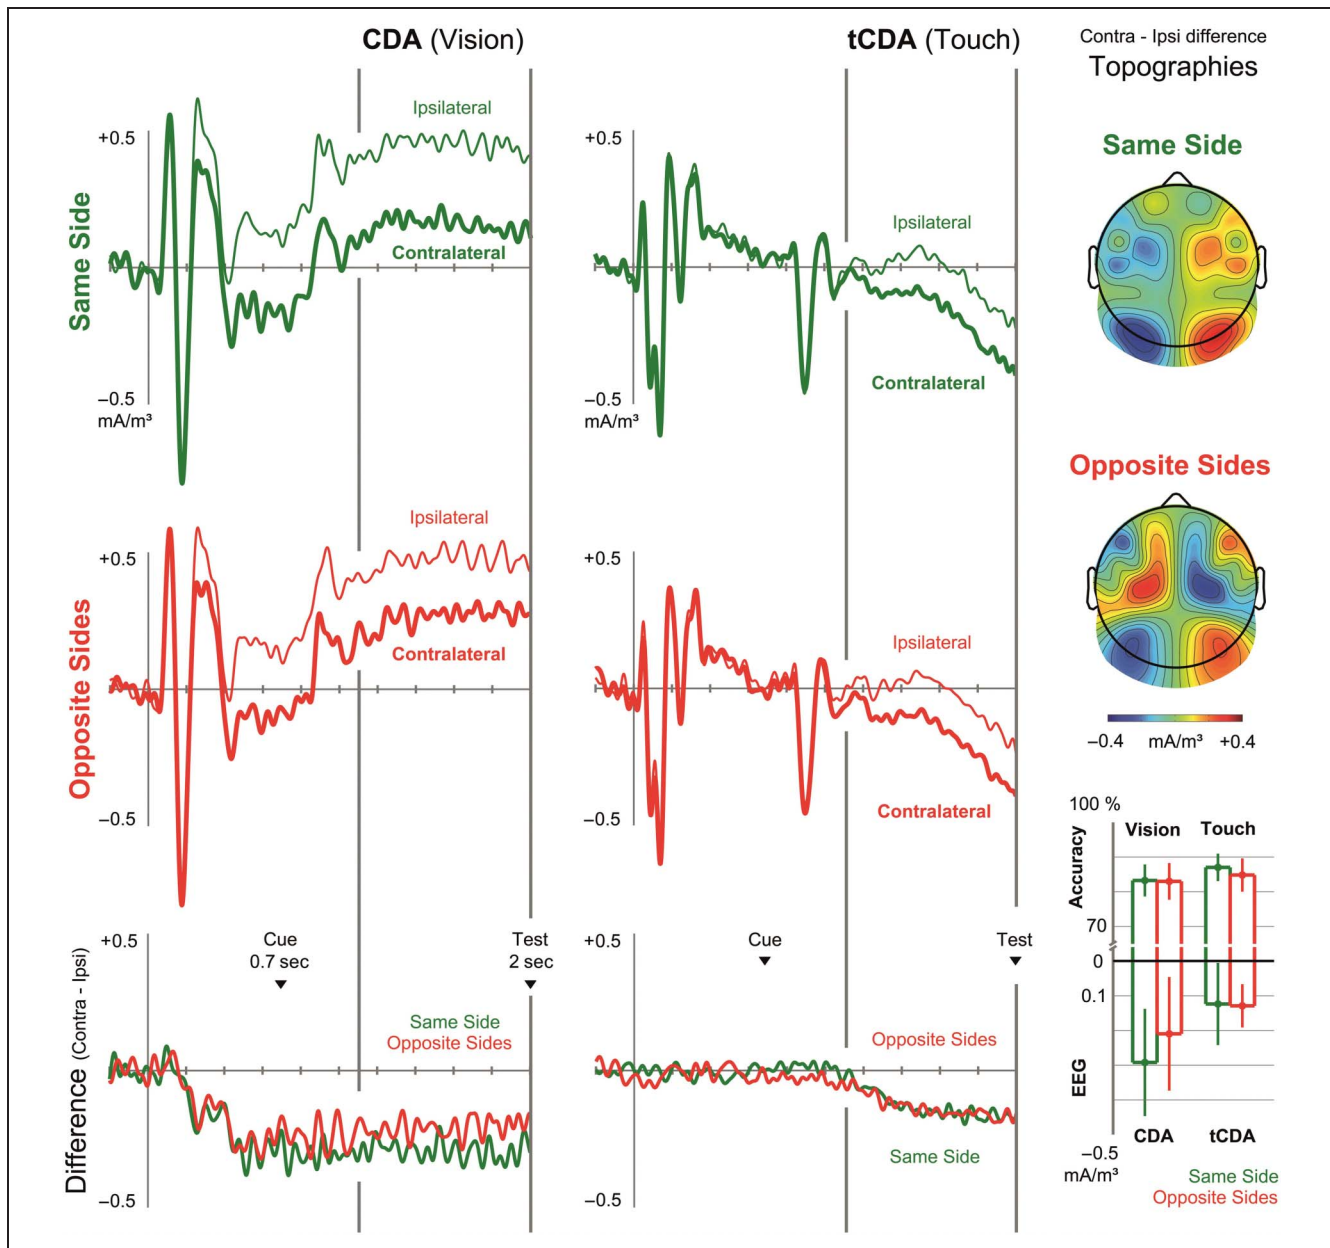 CDA (Vision)
tCDA (Touch)
Contra - Ipsi difference
Topographies
Same Side
+0.5
Ipsilateral
Contralateral
–0.5
mA/m³
+0.5
Ipsilateral
Contralateral
–0.5
mA/m³
Same Side
Opposite Sides
+0.5
Ipsilateral
Contralateral
–0.5
+0.5
Ipsilateral
Contralateral
–0.5
Opposite Sides
–0.4 mA/m³ +0.4
Difference (Contra - Ipsi)
+0.5
Cue
0.7 sec
Test
2 sec
Same Side
Opposite Sides
–0.5
+0.5
Cue
Test
Opposite Sides
Same Side
–0.5
100 %
Accuracy
Vision Touch
70
0
0.1
EEG
CDA tCDA
–0.5
mA/m³
Same Side
Opposite Sides